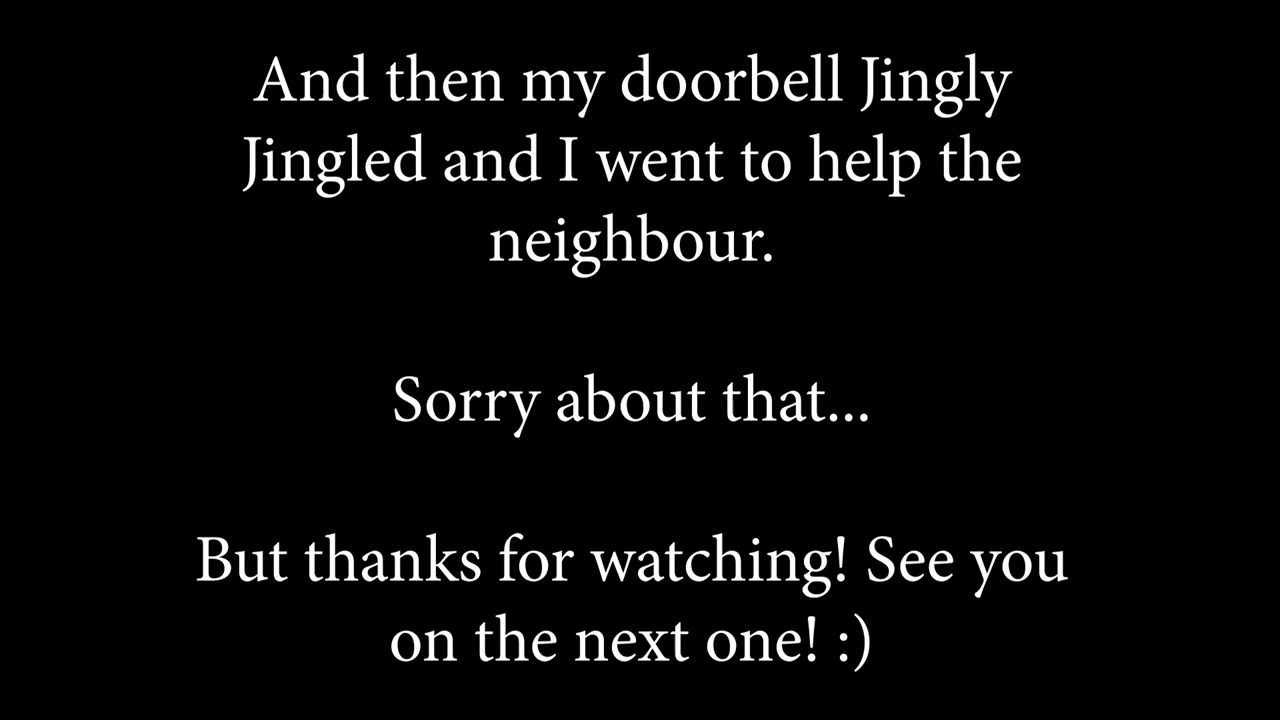 And then my doorbell Jingly
Jingled and I went to help the
neighbour.
Sorry about that...
But thanks for watching! See you
on the next one! :)